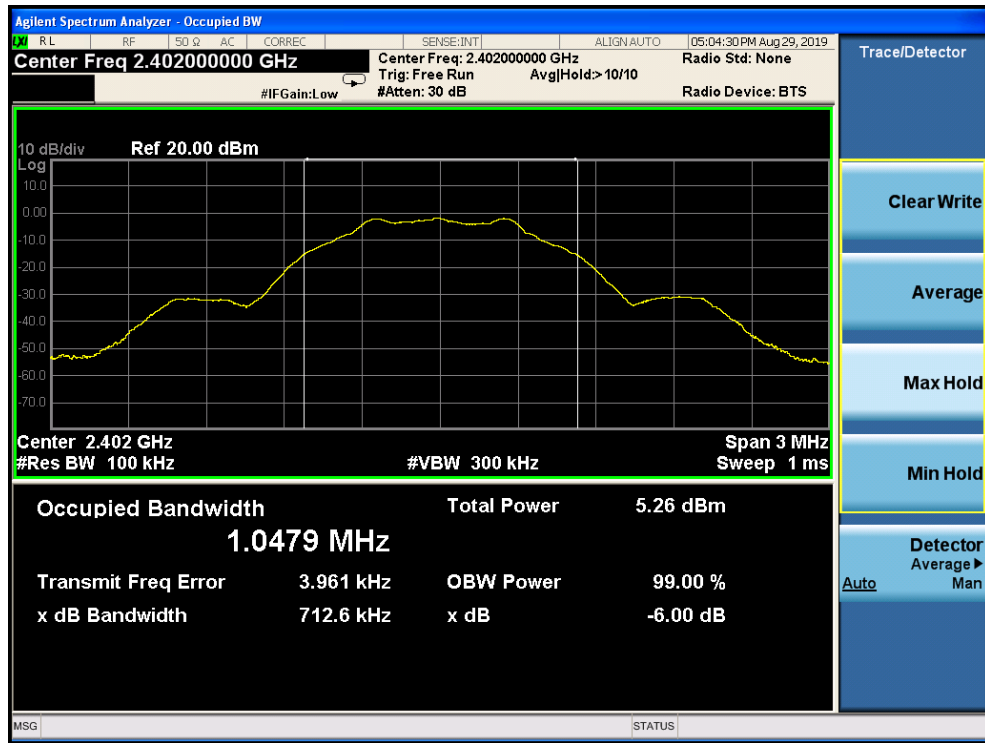 Agilent Spectrum Analyzer - Occupied BW
LXI RL RF 50 Ω AC CORREC SENSE:INT ALIGN AUTO 05:04:30 PM Aug 29, 2019
Center Freq 2.402000000 GHz Center Freq: 2.402000000 GHz Radio Std: None
Trig: Free Run Avg|Hold:>10/10
#IFGain:Low #Atten: 30 dB Radio Device: BTS
Trace/Detector
10 dB/div Ref 20.00 dBm
Log
10.0
0.00
-10.0
-20.0
-30.0
-40.0
-50.0
-60.0
-70.0
Center 2.402 GHz Span 3 MHz
#Res BW 100 kHz #VBW 300 kHz Sweep 1 ms
Occupied Bandwidth Total Power 5.26 dBm
1.0479 MHz
Transmit Freq Error 3.961 kHz OBW Power 99.00 %
x dB Bandwidth 712.6 kHz x dB -6.00 dB
Clear Write
Average
Max Hold
Min Hold
Detector
Average▶
Auto Man
MSG STATUS